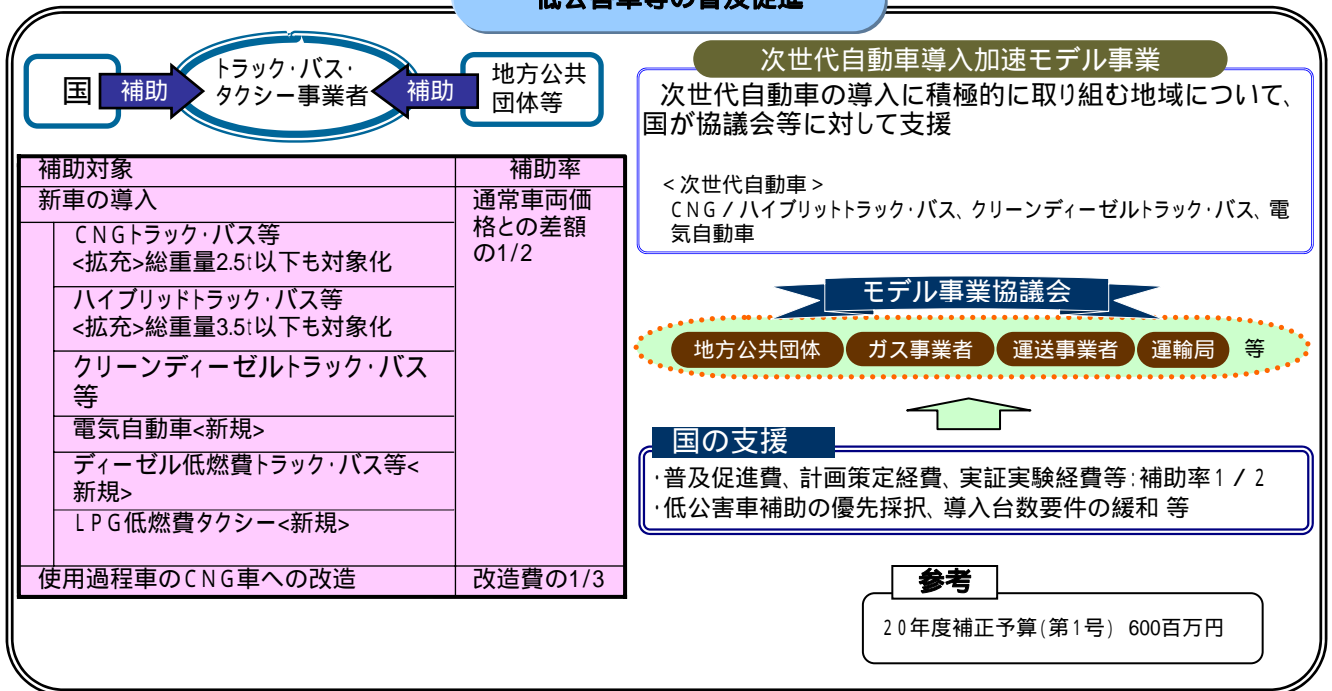 低公害車等の普及促進
国
補助
トラック・バス・
タクシー事業者
補助
地方公共
団体等
補助対象
補助率
新車の導入
通常車両価
格との差額
の1/2
CNGトラック・バス等
<拡充>総重量2.5t以下も対象化
ハイブリッドトラック・バス等
<拡充>総重量3.5t以下も対象化
クリーンディーゼルトラック・バス
等
電気自動車<新規>
ディーゼル低燃費トラック・バス等<
新規>
LPG低燃費タクシー<新規>
使用過程車のCNG車への改造
改造費の1/3
次世代自動車導入加速モデル事業
次世代自動車の導入に積極的に取り組む地域について、
国が協議会等に対して支援
<次世代自動車>
CNG/ハイブリットトラック・バス、クリーンディーゼルトラック・バス、電
気自動車
モデル事業協議会
地方公共団体 ガス事業者 運送事業者 運輸局 等
国の支援
・普及促進費、計画策定経費、実証実験経費等:補助率1/2
・低公害車補助の優先採択、導入台数要件の緩和 等
参考
20年度補正予算(第1号) 600百万円